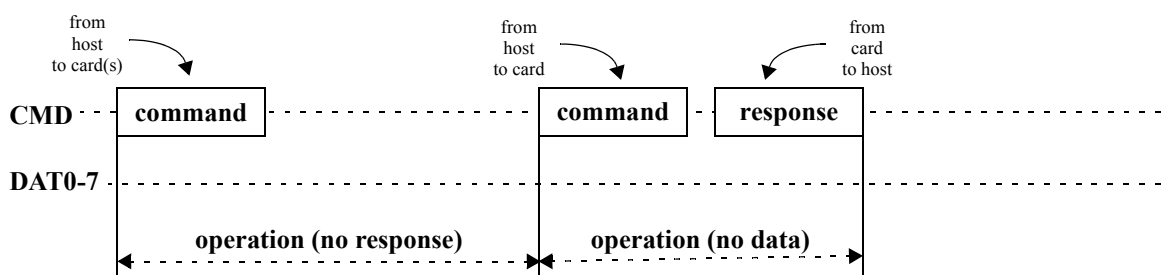 from
host
to card(s)
from
host
to card
from
card
to host
CMD
command
command
response
DAT0-7
operation (no response)
operation (no data)